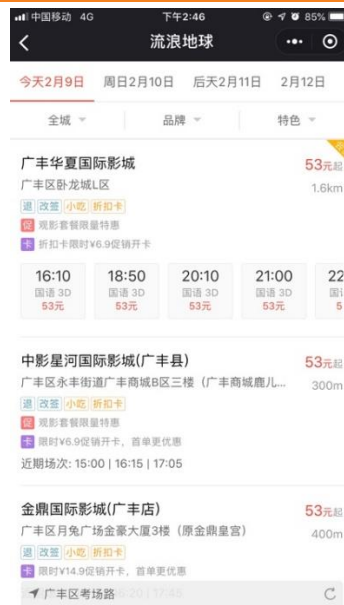 中国移动 4G 下午2:46 85%
流浪地球
今天2月9日 周日2月10日 后天2月11日 2月12日
全城 品牌 特色
广丰华夏国际影城 53元起
广丰区卧龙城L区 1.6km
退 改签 小吃 折扣卡
促 观影套餐限量特惠
卡 折扣卡限时¥6.9促销开卡
16:10 18:50 20:10 21:00 22
国语 3D 国语 3D 国语 3D 国语 3D
53元 53元 53元 53元 5
中影星河国际影城(广丰县) 53元起
广丰区永丰街道广丰商城B区三楼（广丰商城鹿儿... 300m
退 改签 小吃 折扣卡
促 观影套餐限量特惠
卡 限时¥6.9促销开卡，首单更优惠
近期场次: 15:00 | 16:15 | 17:05
金鼎国际影城(广丰店) 53元起
广丰区月兔广场金豪大厦3楼（原金鼎皇宫） 400m
退 改签 小吃 折扣卡
卡 限时¥14.9促销开卡，首单更优惠
广丰区考场路